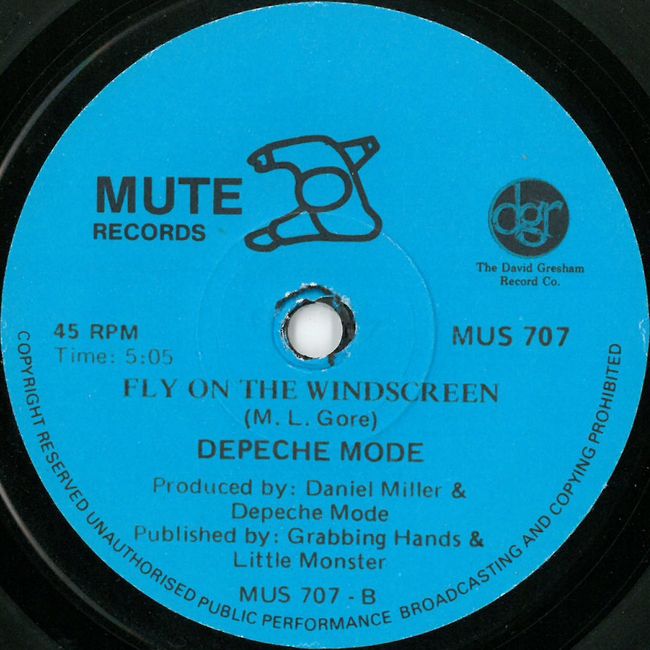 MUTE
RECORDS
dgr
The David Gresham
Record Co.
45 RPM
MUS 707
Time: 5:05
FLY ON THE WINDSCREEN
(M. L. Gore)
DEPECHE MODE
Produced by: Daniel Miller &
Depeche Mode
Published by: Grabbing Hands &
Little Monster
MUS 707 - B
COPYRIGHT RESERVED UNAUTHORISED PUBLIC PERFORMANCE BROADCASTING AND COPYING PROHIBITED